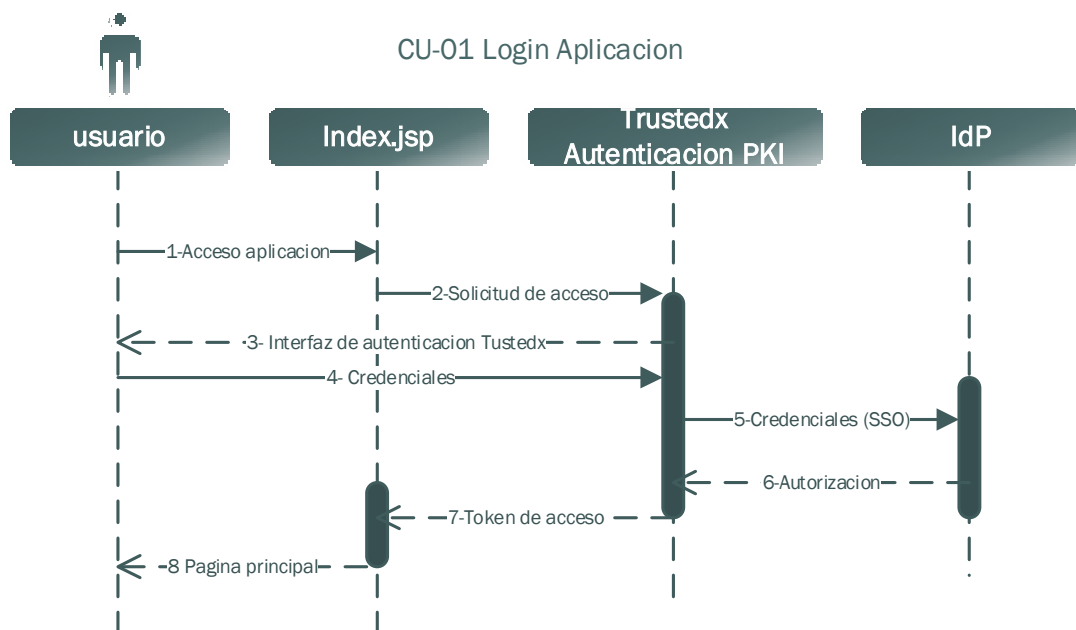 CU-01 Login Aplicacion
usuario
Index.jsp
Trustedx
Autenticacion PKI
IdP
1-Acceso aplicacion
2-Solicitud de acceso
3- Interfaz de autenticacion Tustedx
4- Credenciales
5-Credenciales (SSO)
6-Autorizacion
7-Token de acceso
8 Pagina principal